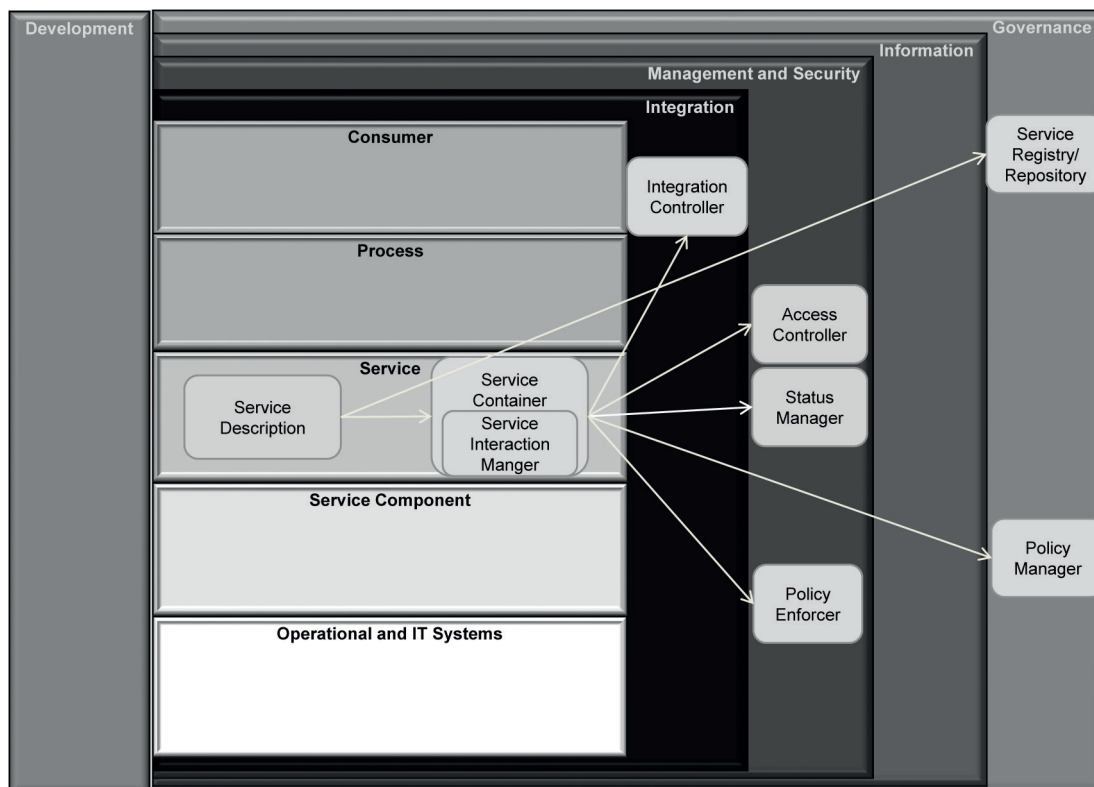 Development
Governance
Information
Management and Security
Integration
Consumer
Service
Registry/
Repository
Integration
Controller
Process
Access
Controller
Service
Service
Description
Service
Container
Service
Interaction
Manger
Status
Manager
Service Component
Policy
Manager
Policy
Enforcer
Operational and IT Systems